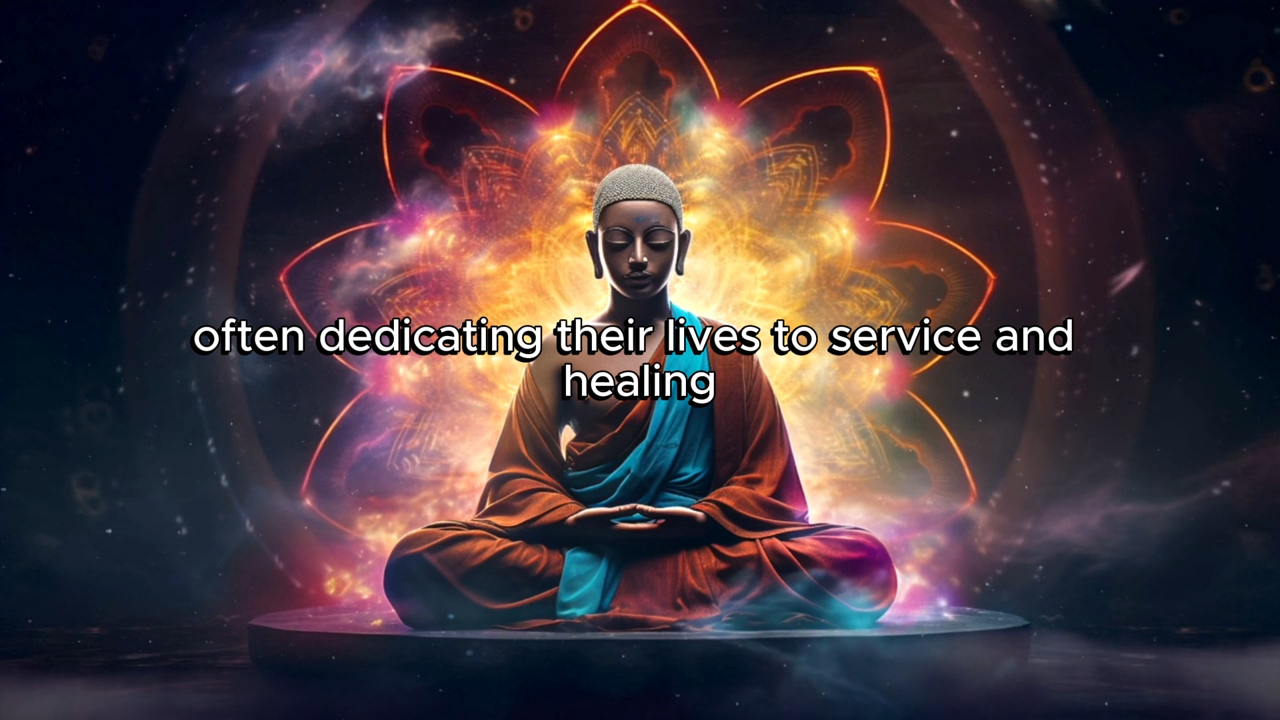 often dedicating their lives to service and
healing